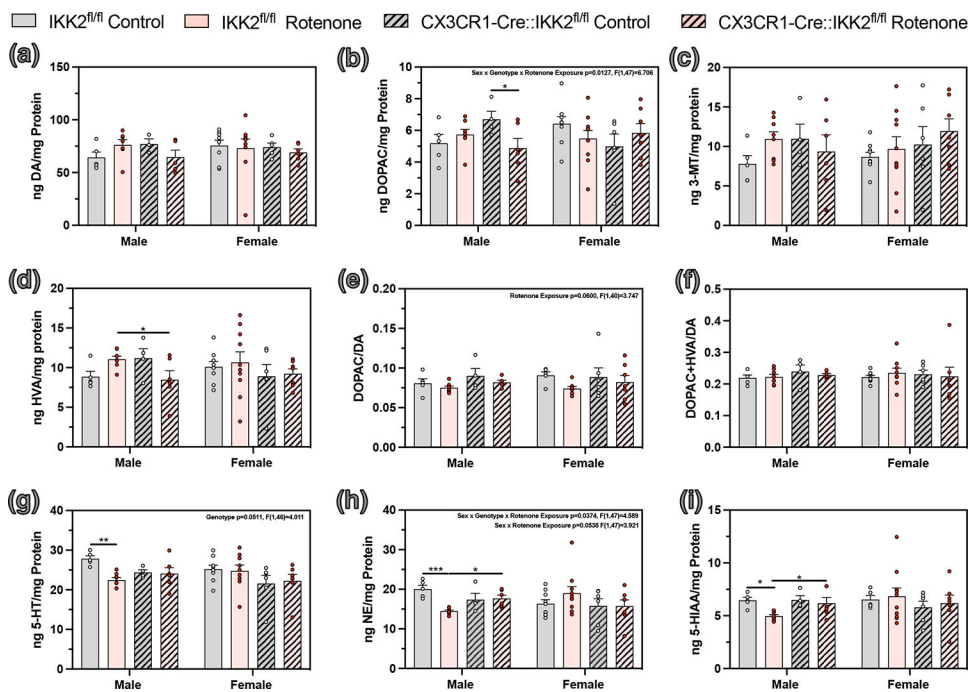 IKK2fl/fl Control IKK2fl/fl Rotenone CX3CR1-Cre::IKK2fl/fl Control CX3CR1-Cre::IKK2fl/fl Rotenone
(a)
ng DA/mg Protein
150
100
50
0
Male Female
(b)
Sex x Genotype x Rotenone Exposure p=0.0127, F(1,47)=6.706
*
ng DOPAC/mg Protein
10
8
6
4
2
0
Male Female
(c)
ng 3-MT/mg Protein
20
15
10
5
0
Male Female
(d)
*
ng HVA/mg protein
20
15
10
5
0
Male Female
(e)
Rotenone Exposure p=0.0600, F(1,40)=3.747
DOPAC/DA
0.20
0.15
0.10
0.05
0.00
Male Female
(f)
DOPAC+HVA/DA
0.5
0.4
0.3
0.2
0.1
0.0
Male Female
(g)
Genotype p=0.0511, F(1,46)=4.011
**
ng 5-HT/mg Protein
40
30
20
10
0
Male Female
(h)
Sex x Genotype x Rotenone Exposure p=0.0374, F(1,47)=4.589
Sex x Rotenone Exposure p=0.0538 F(1,47)=3.921
*** *
ng NE/mg Protein
40
30
20
10
0
Male Female
(i)
* *
ng 5-HIAA/mg Protein
15
10
5
0
Male Female